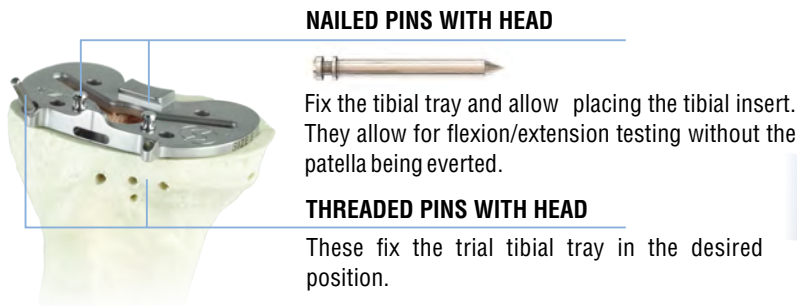 NAILED PINS WITH HEAD
Fix the tibial tray and allow placing the tibial insert.
They allow for flexion/extension testing without the
patella being everted.
THREADED PINS WITH HEAD
These fix the trial tibial tray in the desired
position.